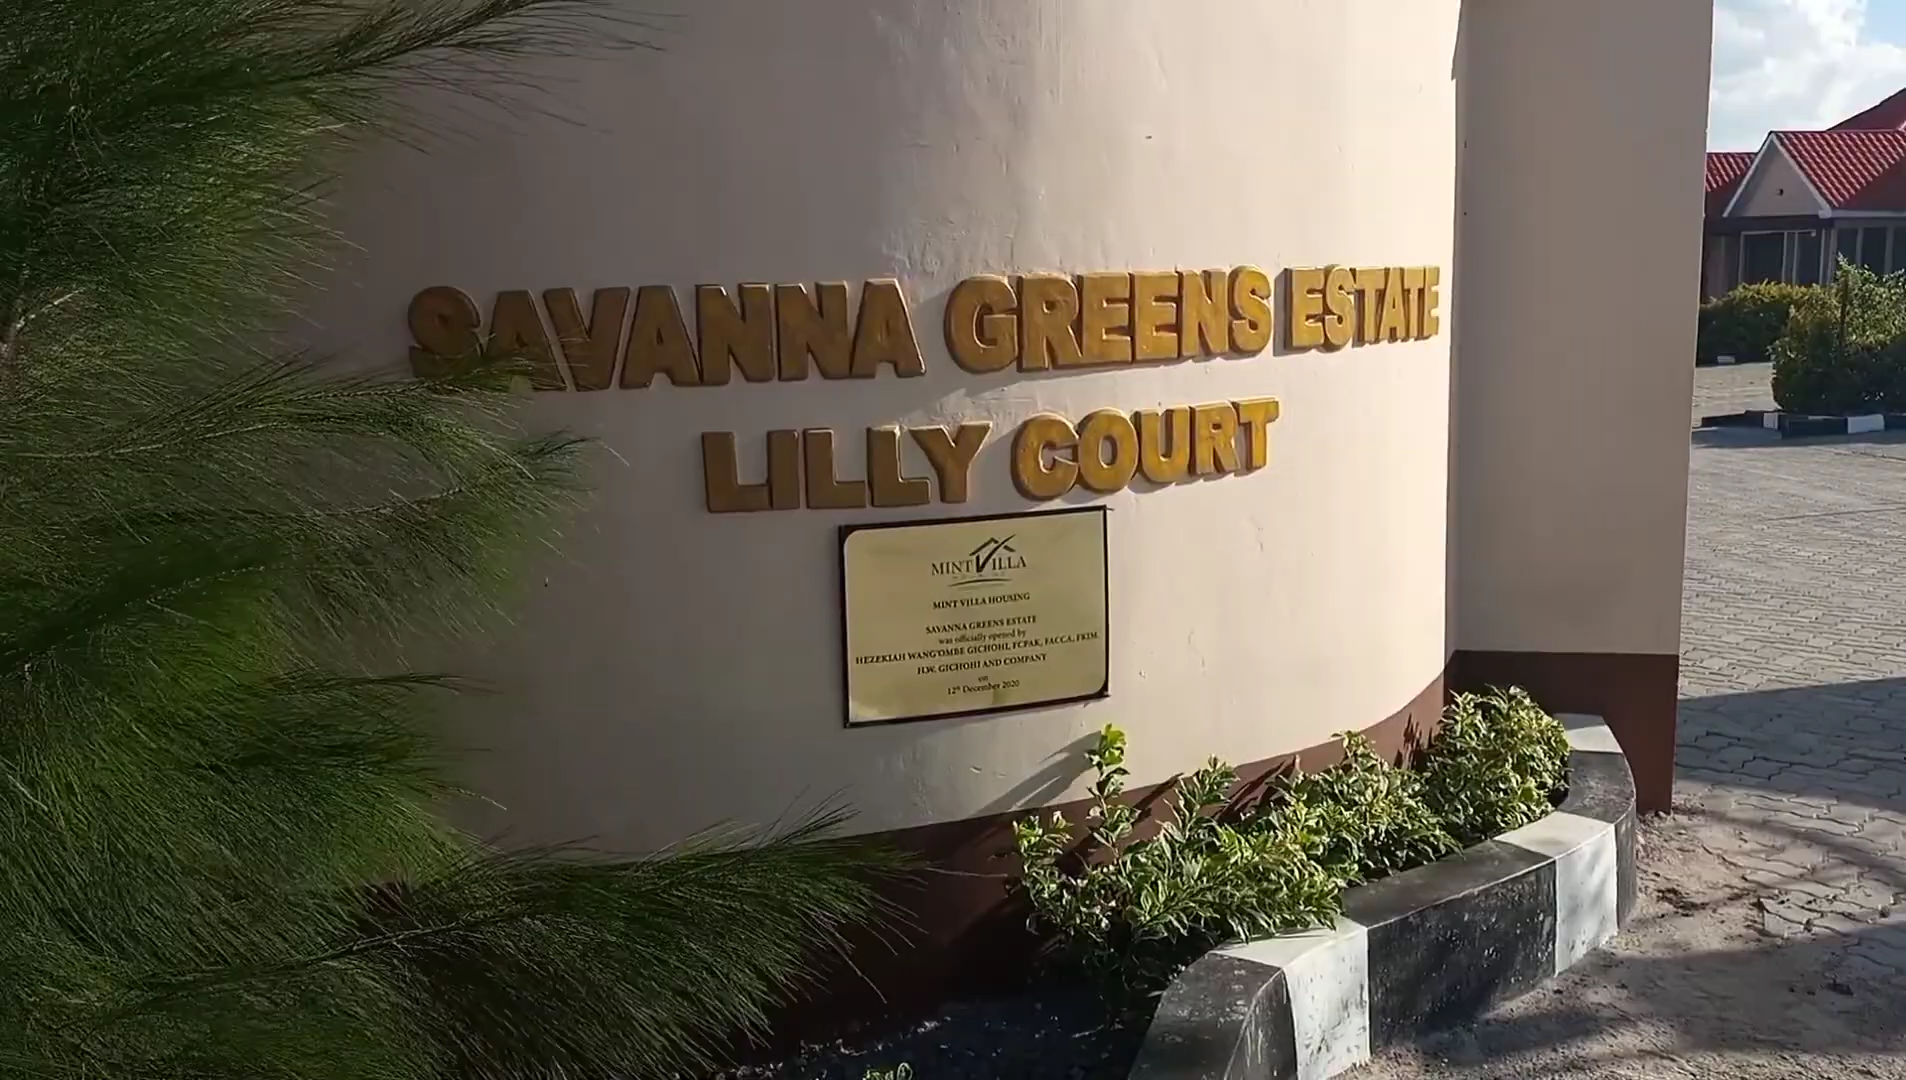 SAVANNA GREENS ESTATE
LILLY COURT
MINT VILLA
MINT VILLA HOUSING
SAVANNA GREENS ESTATE
was officially opened by
HEZEKIAH WANG'OMBE GICHOHI, FCPAK, FACCA, FKIM
H.W. GICHOHI AND COMPANY
on
12th December 2020